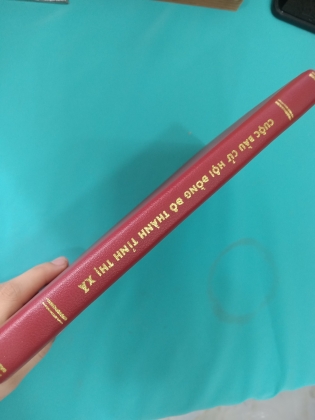 CUỘC BẦU CỬ HỘI ĐỒNG ĐÔ THÀNH TỈNH THỊ XÃ